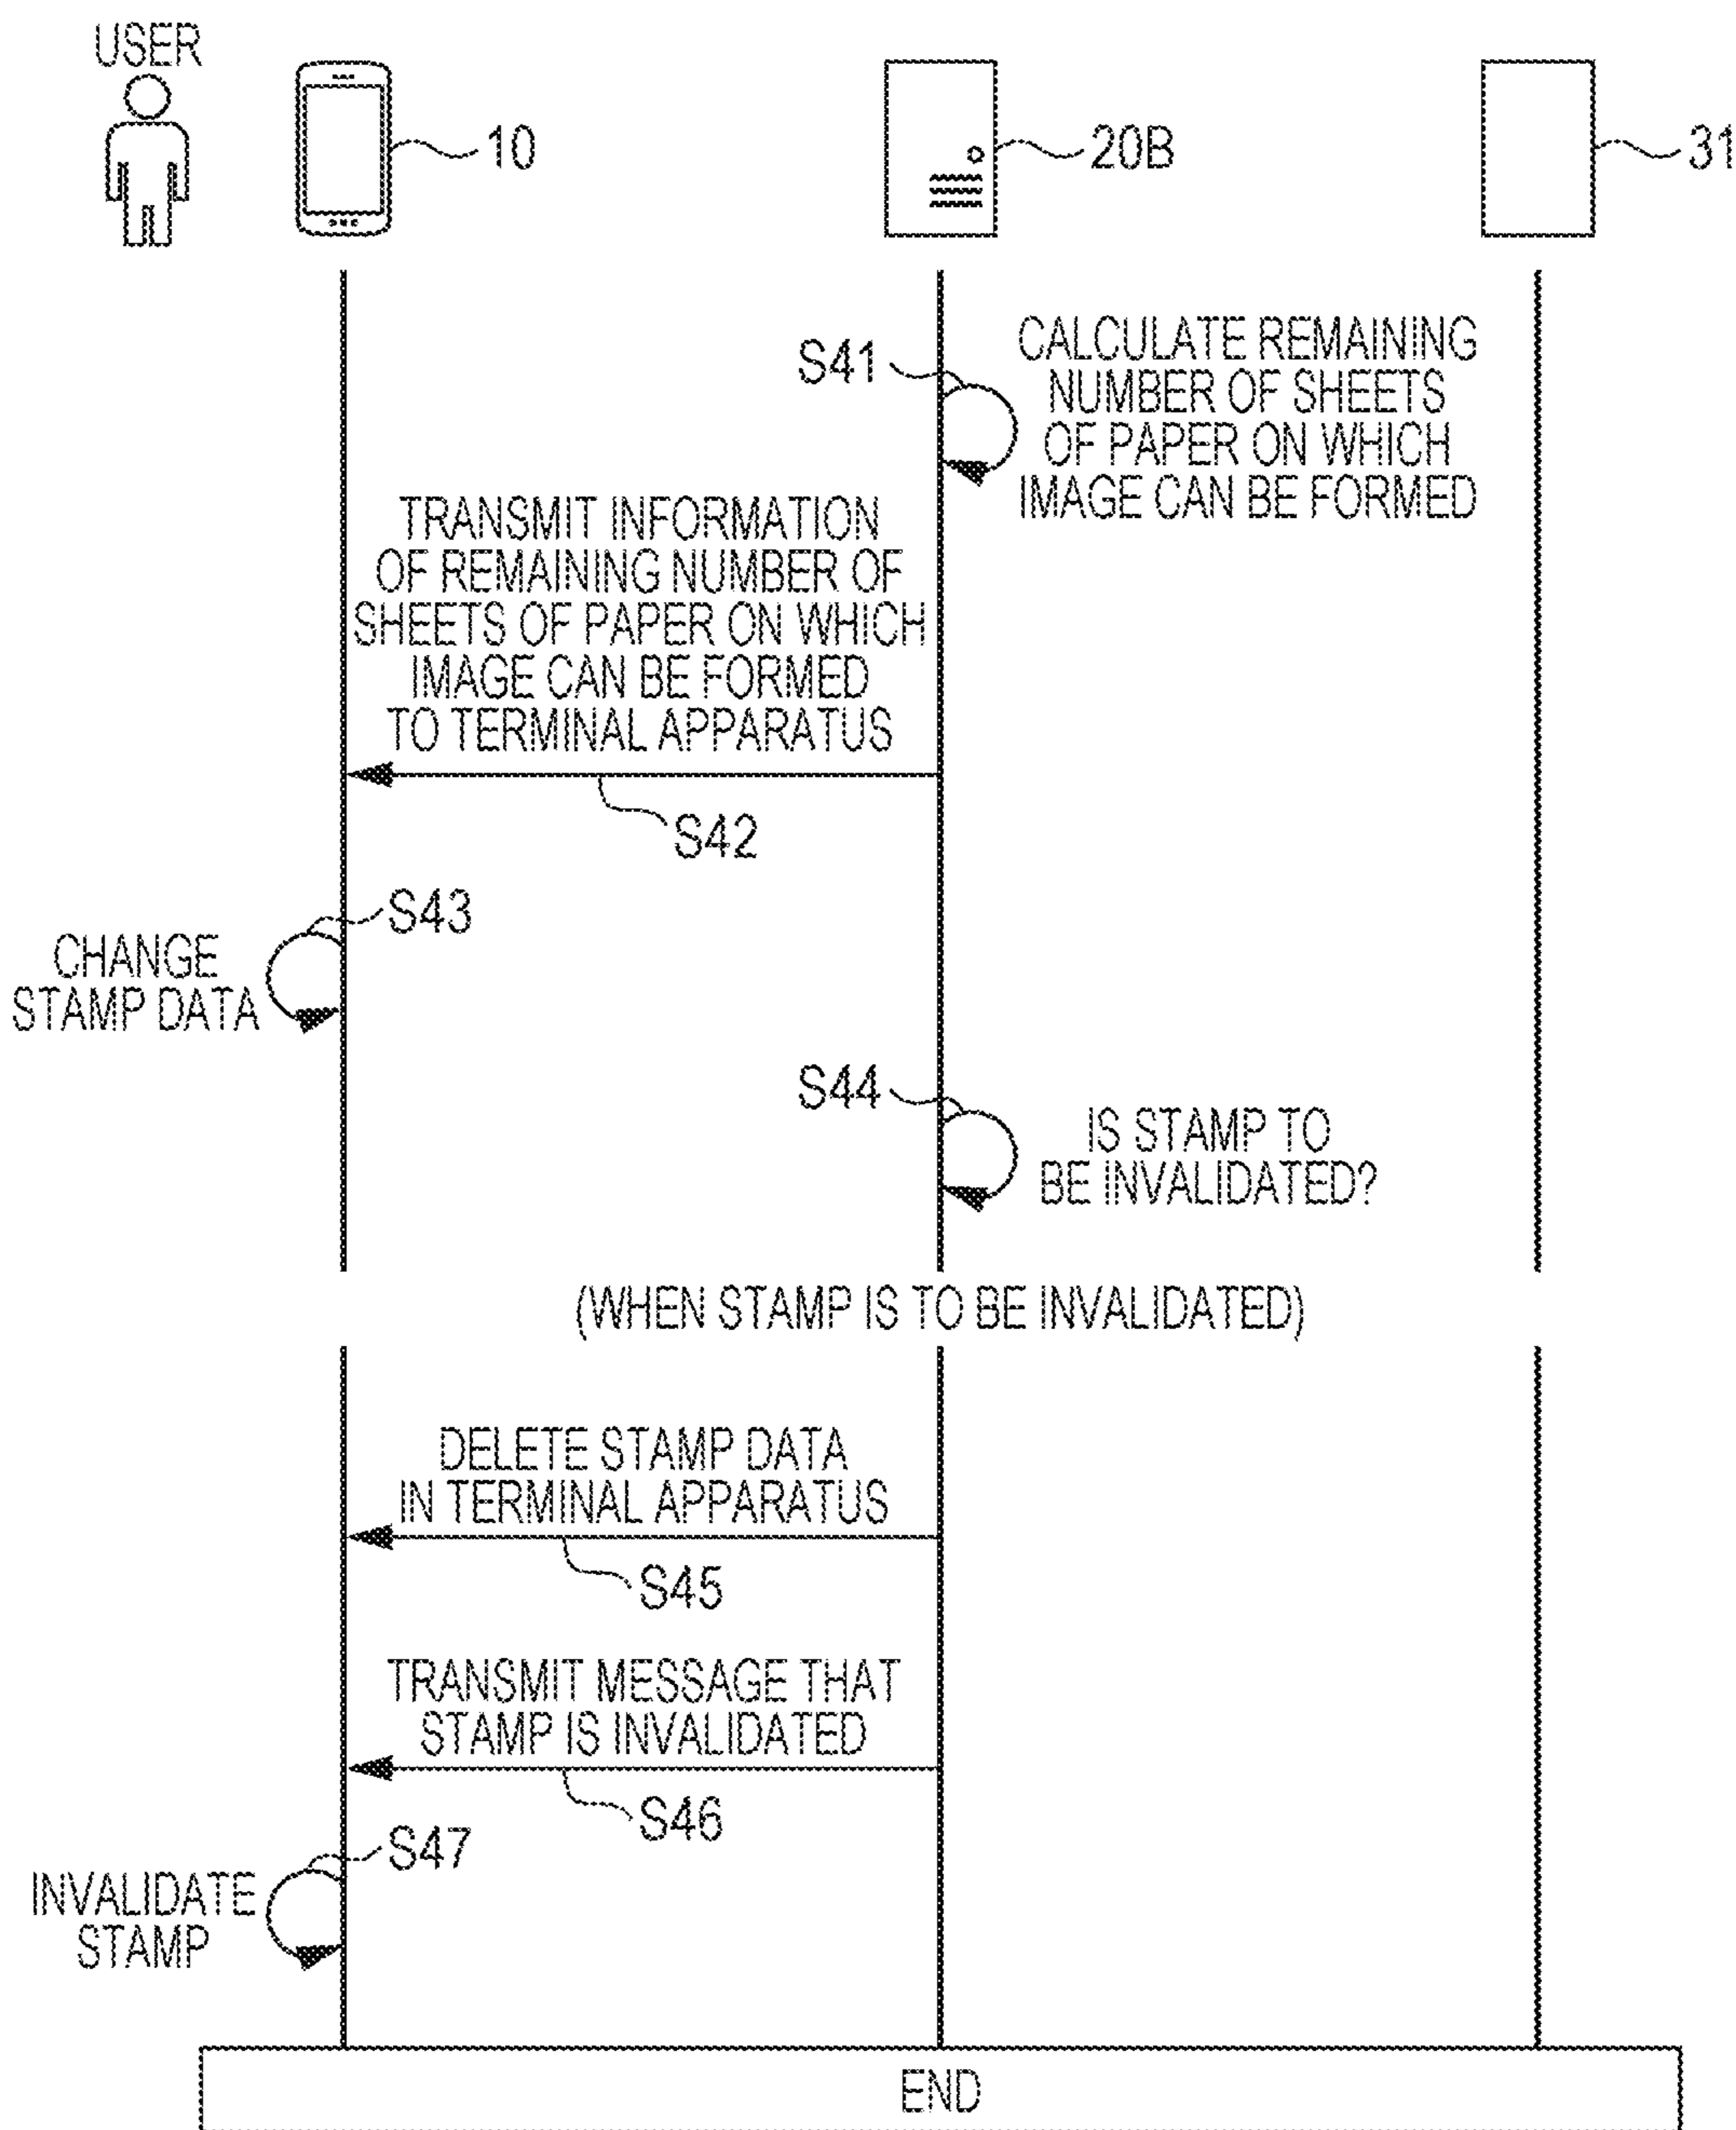 USER
10
20B
31
S41
CALCULATE REMAINING
NUMBER OF SHEETS
OF PAPER ON WHICH
IMAGE CAN BE FORMED
TRANSMIT INFORMATION
OF REMAINING NUMBER OF
SHEETS OF PAPER ON WHICH
IMAGE CAN BE FORMED
TO TERMINAL APPARATUS
S42
S43
CHANGE
STAMP DATA
S44
IS STAMP TO
BE INVALIDATED?
(WHEN STAMP IS TO BE INVALIDATED)
DELETE STAMP DATA
IN TERMINAL APPARATUS
S45
TRANSMIT MESSAGE THAT
STAMP IS INVALIDATED
S46
S47
INVALIDATE
STAMP
END